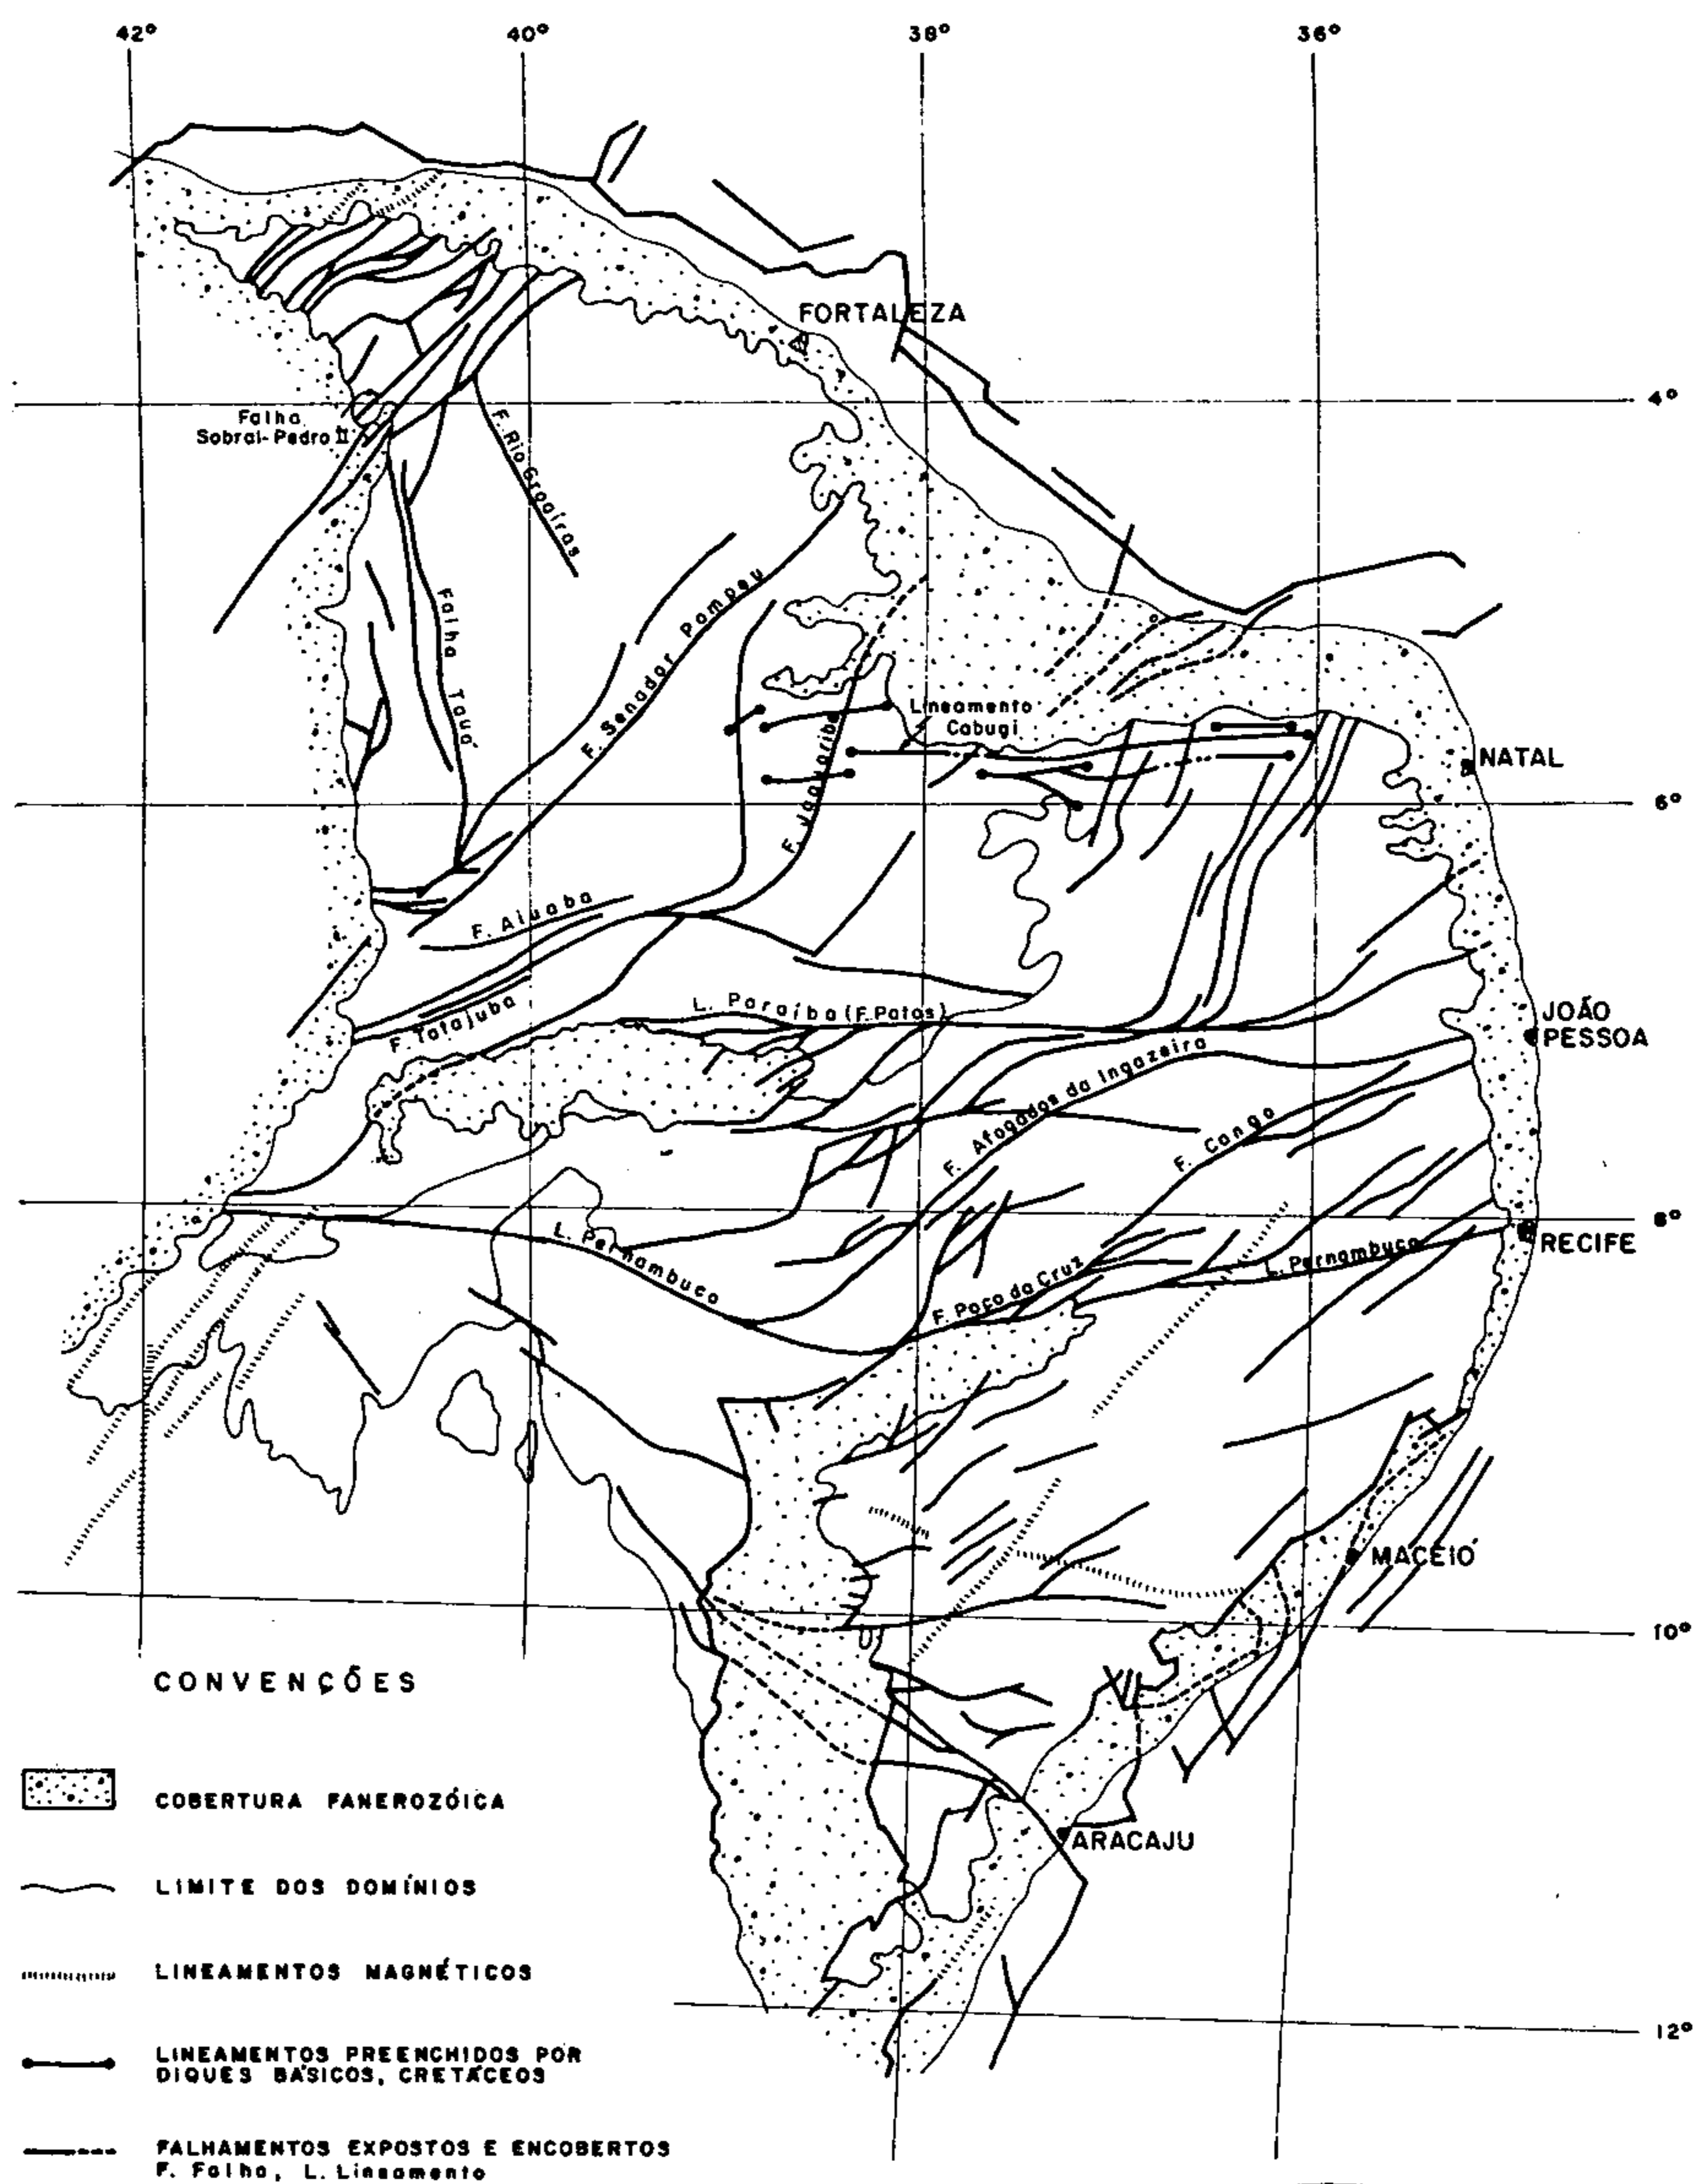 42° 40° 38° 36°
FORTALEZA
4°
Falha
Sobral-Pedro II
F. Rio Groaíras
Falha Tauá
F. Senador Pompeu
F. Jaguaribe
Lineamento
Cabugi
NATAL
6°
F. Aiuaba
F. Tatajuba
L. Paraíba (F. Patos)
JOÃO
PESSOA
F. Afogados da Ingazeira
F. Congo
8°
RECIFE
L. Pernambuco
L. Pernambuco
F. Poço da Cruz
MACEIÓ
10°
ARACAJU
12°
CONVENÇÕES
COBERTURA FANEROZÓICA
LIMITE DOS DOMÍNIOS
LINEAMENTOS MAGNÉTICOS
LINEAMENTOS PREENCHIDOS POR
DIQUES BÁSICOS, CRETÁCEOS
FALHAMENTOS EXPOSTOS E ENCOBERTOS
F. Falha, L. Lineamento